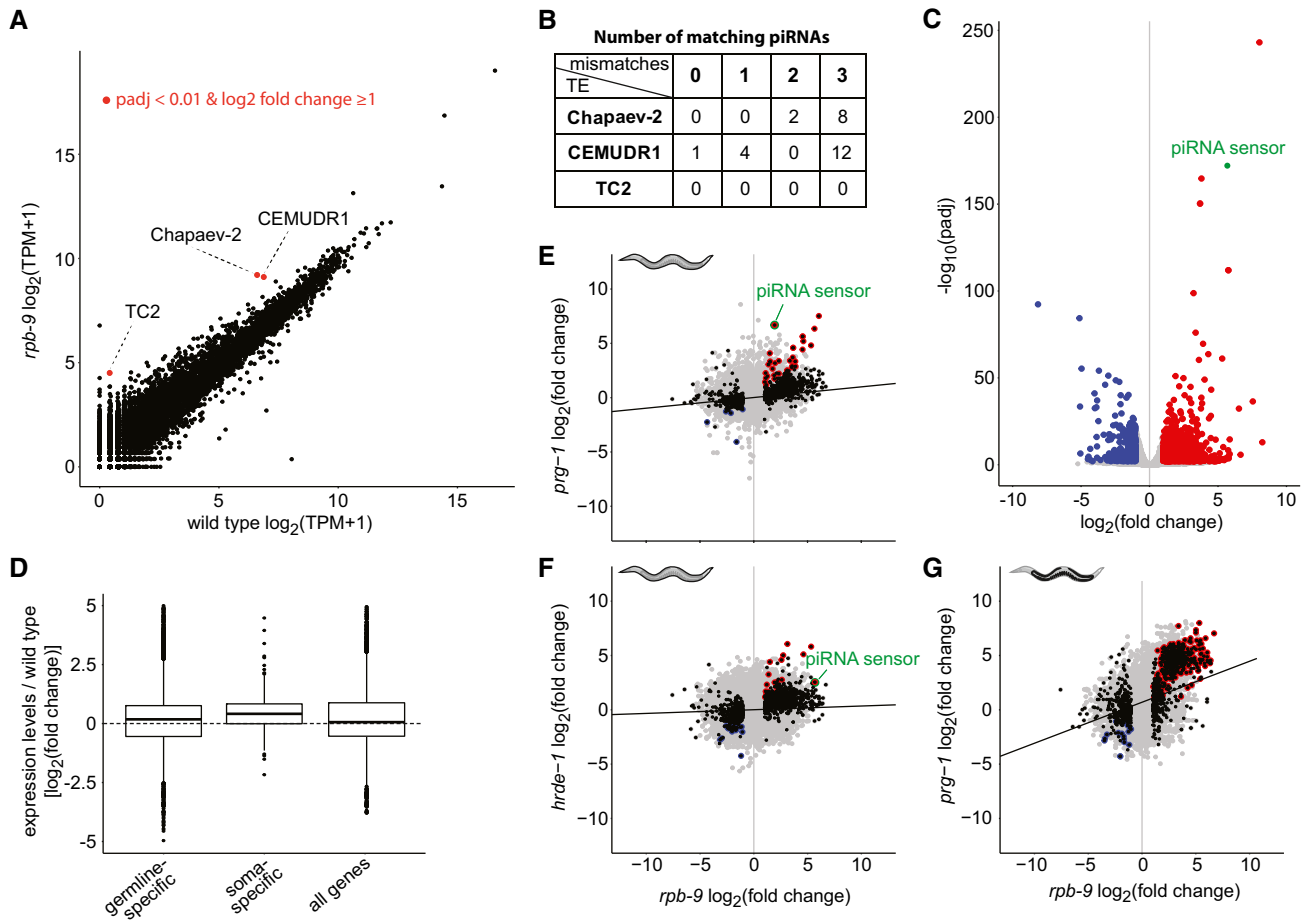 A
padj < 0.01 & log2 fold change ≥1
Chapaev-2
CEMUDR1
TC2
15
10
5
0
0
5
10
15
rpb-9 log2(TPM+1)
wild type log2(TPM+1)
B
Number of matching piRNAs
mismatches
TE
0 1 2 3
Chapaev-2 0 0 2 8
CEMUDR1 1 4 0 12
TC2 0 0 0 0
C
250
200
150
100
50
0
-10 -5 0 5 10
piRNA sensor
-log10(padj)
log2(fold change)
D
5
2.5
0
-2.5
-5
expression levels / wild type
[log2(fold change)]
germline-
specific
soma-
specific
all genes
E
10
5
0
−5
−10
piRNA sensor
prg−1 log2(fold change)
F
10
5
0
−5
−10
piRNA sensor
hrde−1 log2(fold change)
−10 −5 0 5 10
rpb−9 log2(fold change)
G
10
5
0
−5
−10
prg−1 log2(fold change)
−10 −5 0 5 10
rpb−9 log2(fold change)